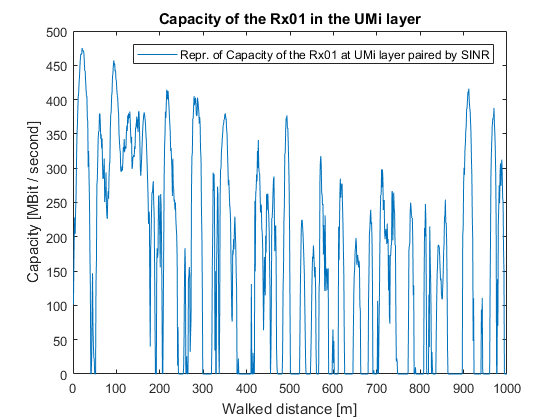 Capacity of the Rx01 in the UMi layer
Repr. of Capacity of the Rx01 at UMi layer paired by SINR
Capacity [MBit / second]
500
450
400
350
300
250
200
150
100
50
0
0 100 200 300 400 500 600 700 800 900 1000
Walked distance [m]